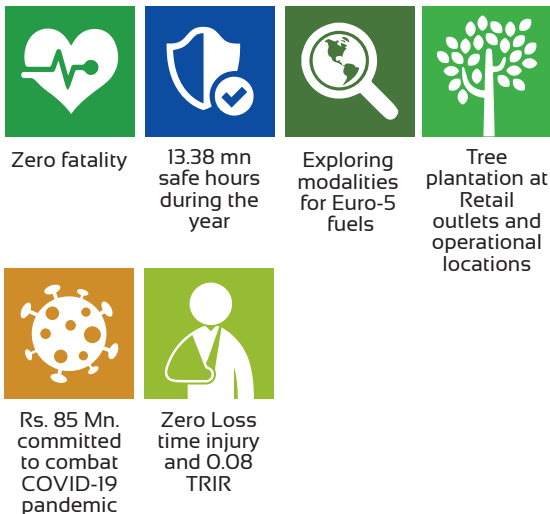 Zero fatality
13.38 mn
safe hours
during the
year
Exploring
modalities
for Euro-5
fuels
Tree
plantation at
Retail
outlets and
operational
locations
Rs. 85 Mn.
committed
to combat
COVID-19
pandemic
Zero Loss
time injury
and 0.08
TRIR